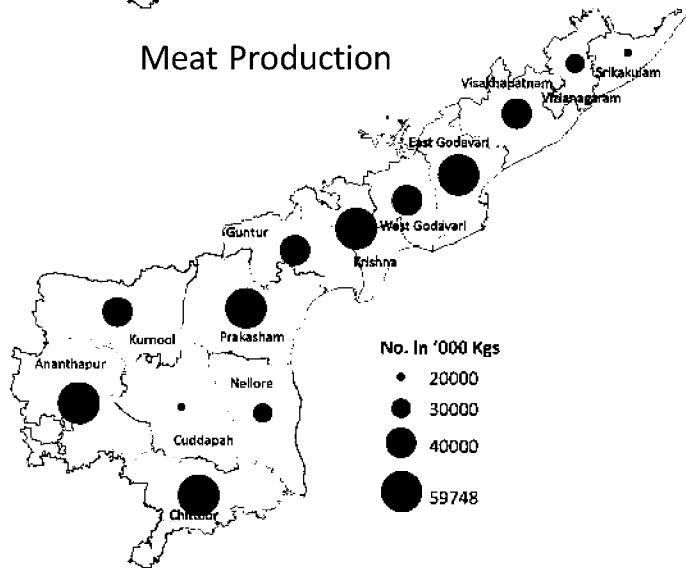 Meat Production
Srikakulam
Visakhapatnam
Vizianagaram
East Godavari
West Godavari
Guntur
Krishna
Prakasham
Kurnool
No. In '000 Kgs
Ananthapur
20000
Nellore
30000
Cuddapah
40000
59748
Chittoor